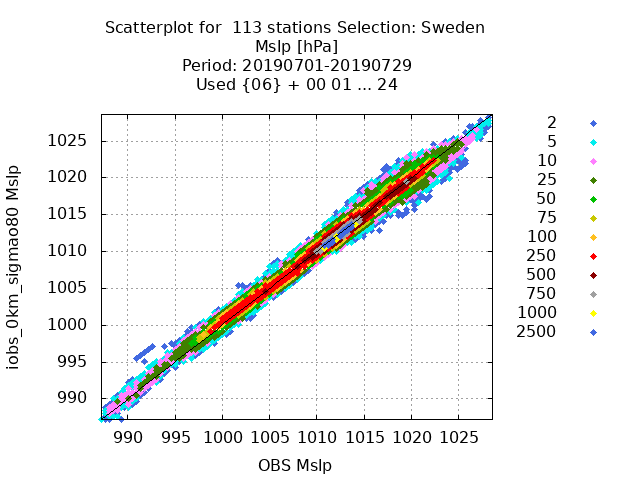 Scatterplot for  113 stations Selection: Sweden
Mslp [hPa]
Period: 20190701-20190729
Used {06} + 00 01 ... 24
iobs_0km_sigmao80 Mslp
1025
1020
1015
1010
1005
1000
995
990
990 995 1000 1005 1010 1015 1020 1025
OBS Mslp
2
5
10
25
50
75
100
250
500
750
1000
2500